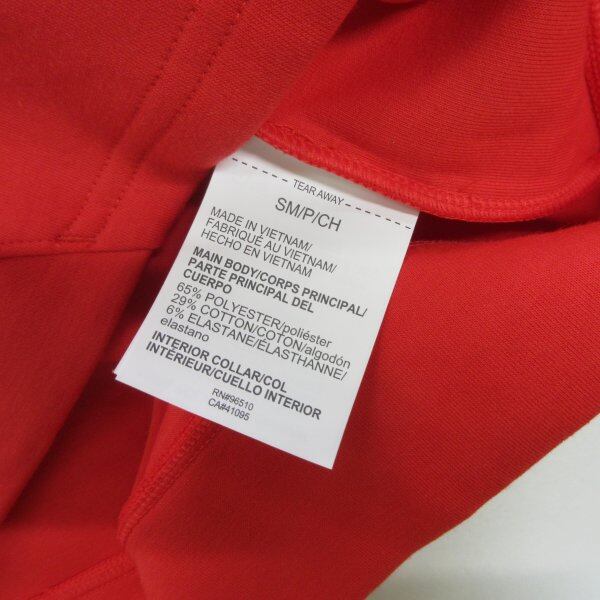 TEAR AWAY
SM/P/CH
MADE IN VIETNAM/
FABRIQUÉ AU VIETNAM/
HECHO EN VIETNAM
MAIN BODY/CORPS PRINCIPAL/
PARTE PRINCIPAL DEL
CUERPO
65% POLYESTER/poliéster
29% COTTON/COTON/algodón
6% ELASTANE/ÉLASTHANNE/
elastano
INTERIOR COLLAR/COL
INTÉRIEUR/CUELLO INTERIOR
RN#96510
CA#41095